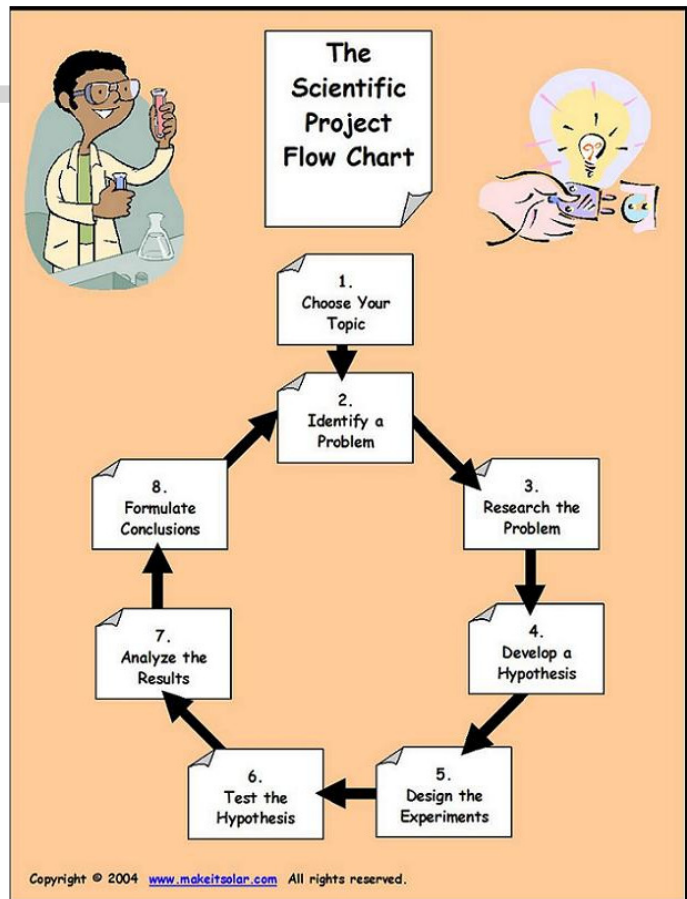 The
Scientific
Project
Flow Chart
1.
Choose Your
Topic
2.
Identify a
Problem
3.
Research the
Problem
4.
Develop a
Hypothesis
5.
Design the
Experiments
6.
Test the
Hypothesis
7.
Analyze the
Results
8.
Formulate
Conclusions
Copyright © 2004 www.makeitsolar.com All rights reserved.